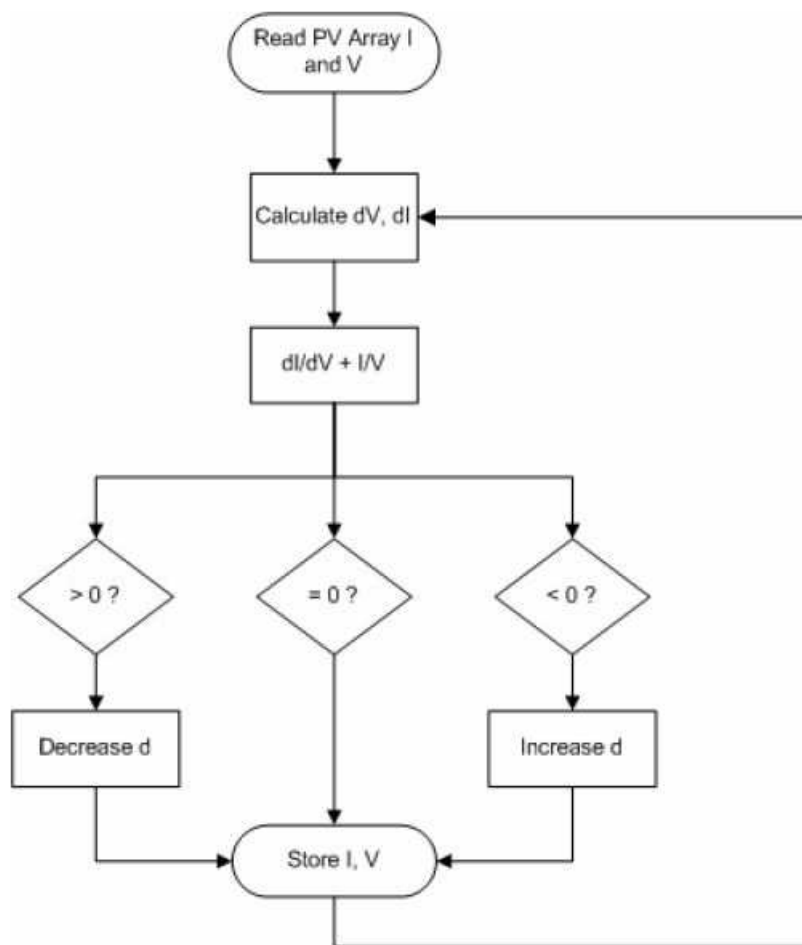 Read PV Array I
and V
Calculate dV, dI
dI/dV + I/V
> 0 ?
= 0 ?
< 0 ?
Decrease d
Increase d
Store I, V